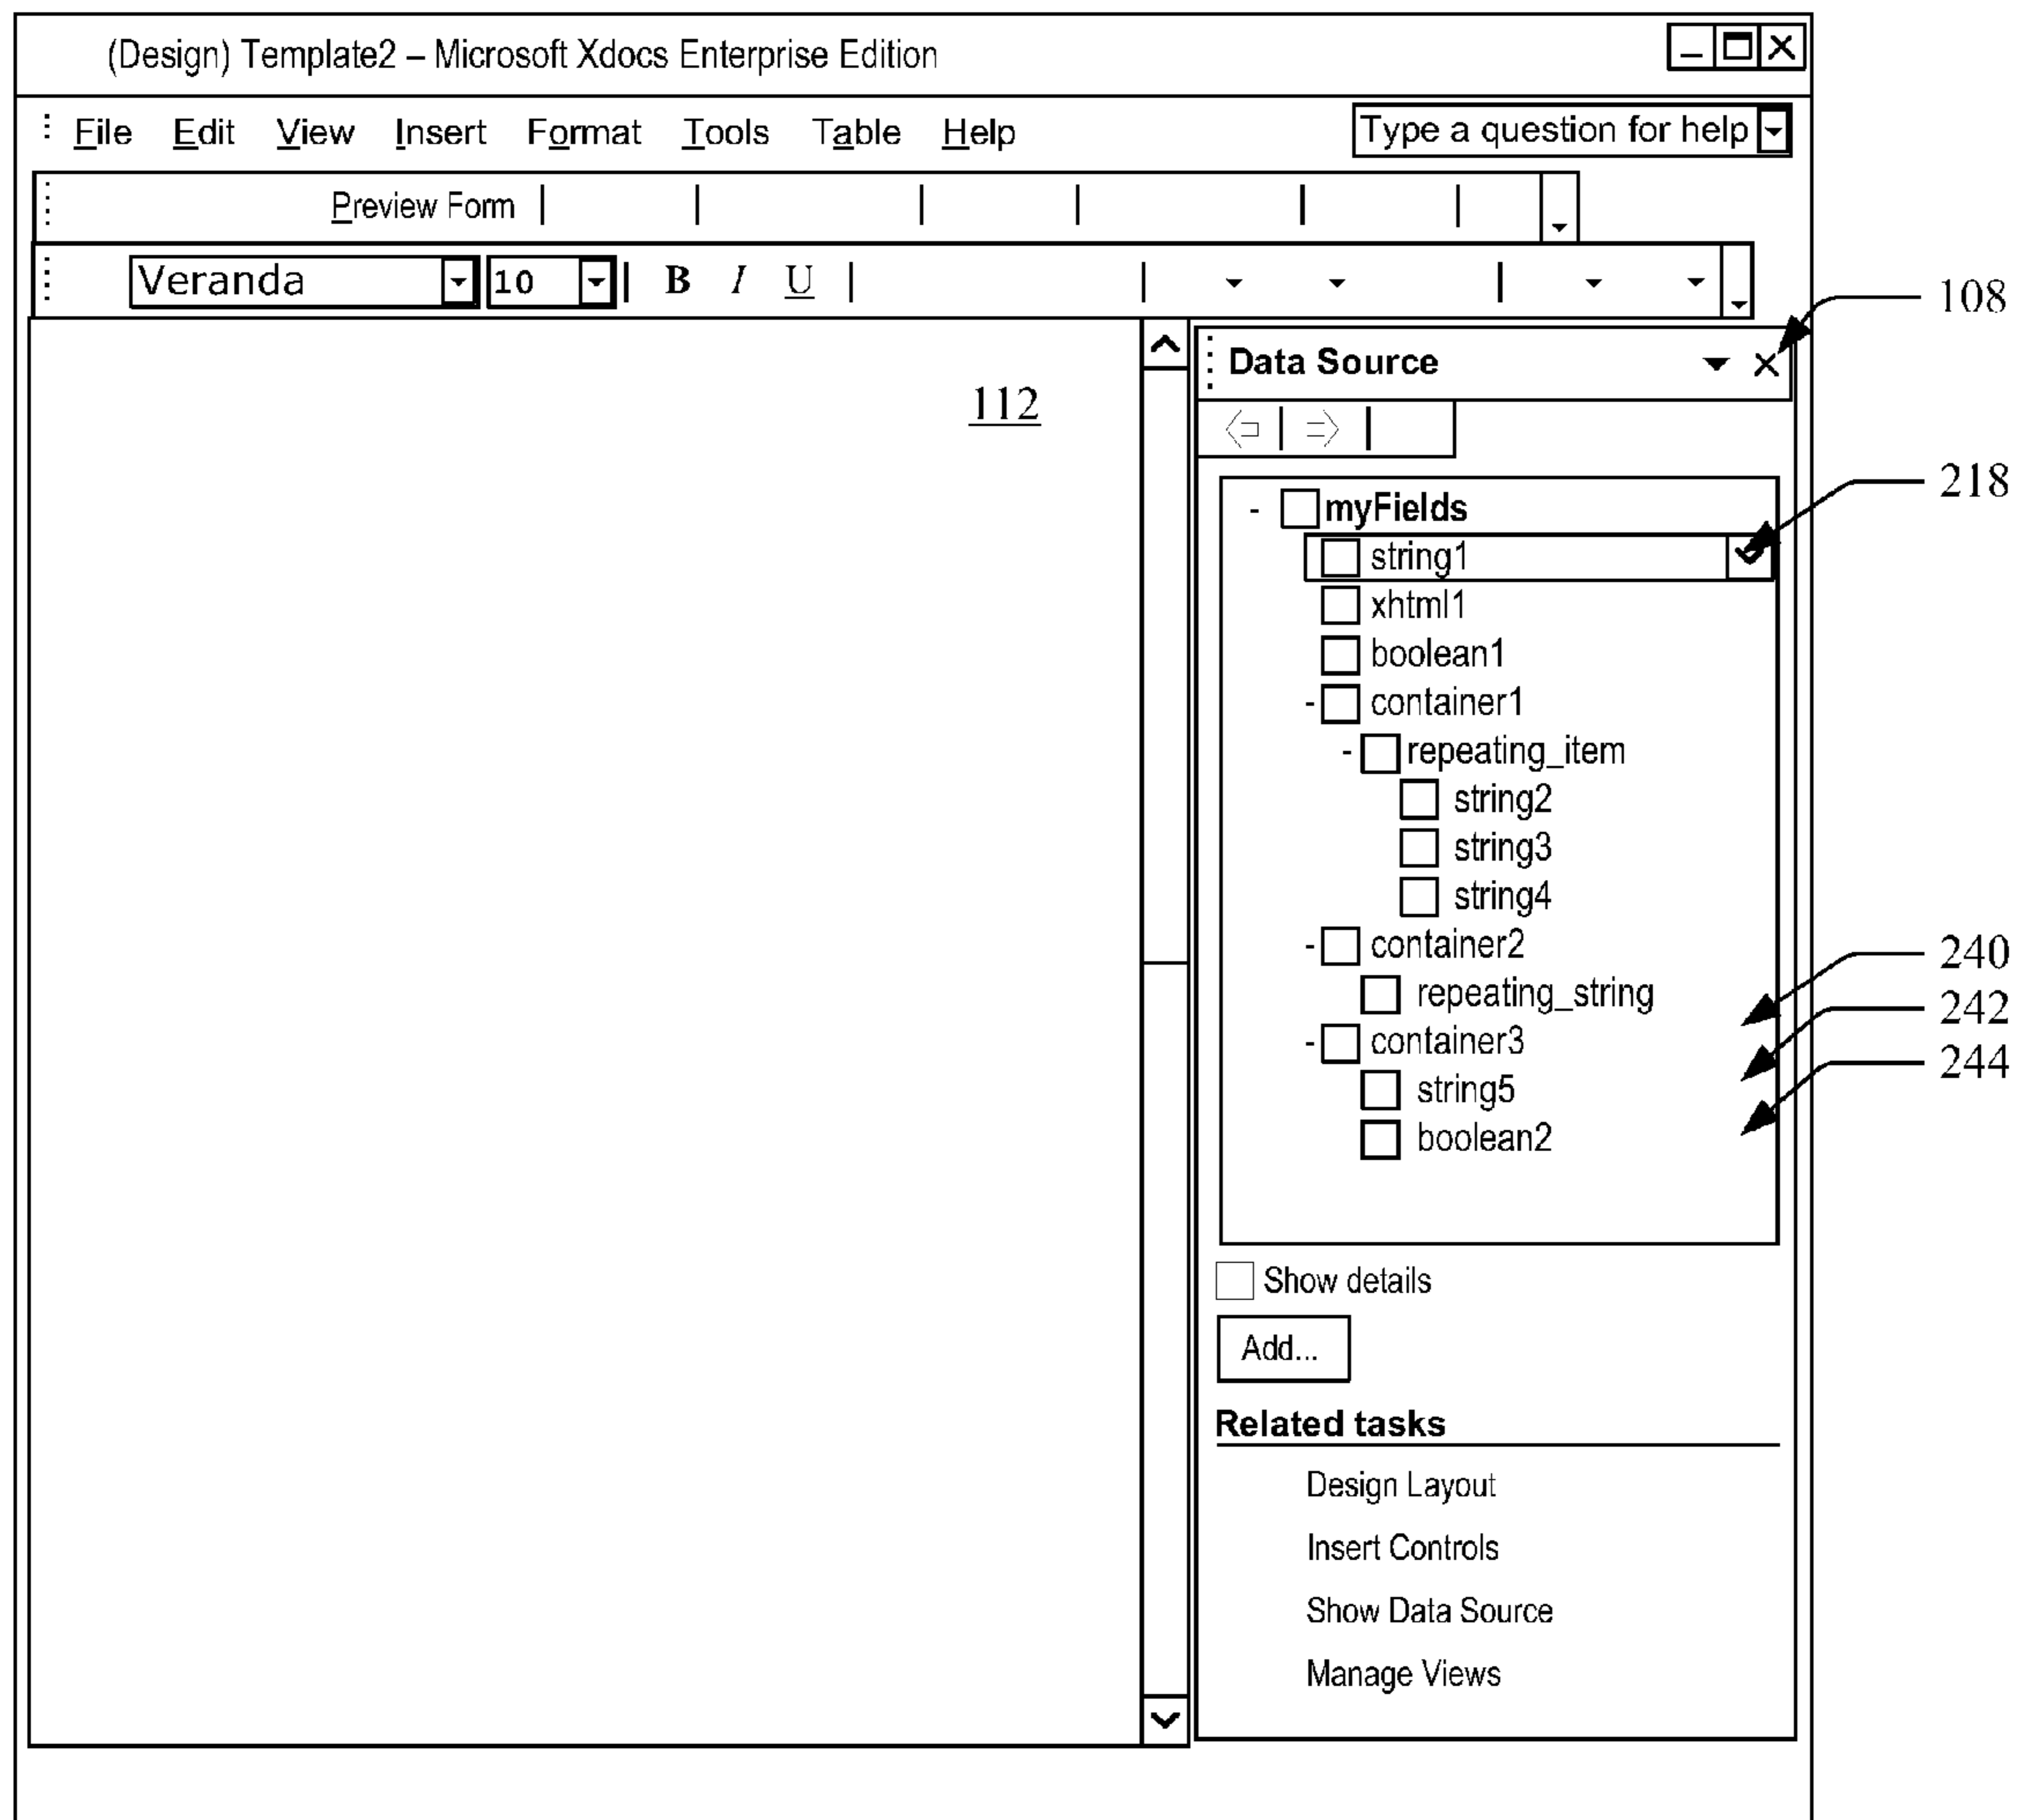 (Design) Template2 – Microsoft Xdocs Enterprise Edition
File Edit View Insert Format Tools Table Help Type a question for help
Preview Form
Veranda 10 B I U
108
Data Source
112
218
myFields
string1
xhtml1
boolean1
container1
repeating_item
string2
string3
string4
container2
240
repeating_string
242
container3
244
string5
boolean2
Show details
Add...
Related tasks
Design Layout
Insert Controls
Show Data Source
Manage Views